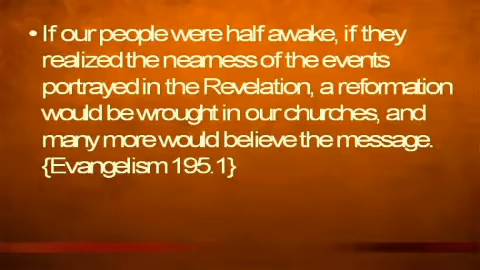 • If our people were half awake, if they
realized the nearness of the events
portrayed in the Revelation, a reformation
would be wrought in our churches, and
many more would believe the message.
{Evangelism 195.1}